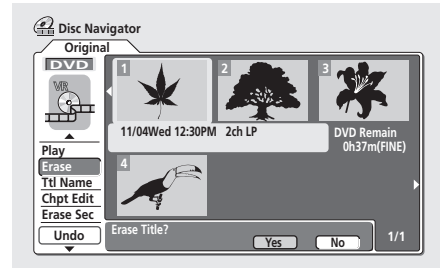 Disc Navigator
Original
DVD
VR
1
2
3
11/04Wed 12:30PM 2ch LP
DVD Remain
0h37m(FINE)
4
Play
Erase
Ttl Name
Chpt Edit
Erase Sec
Undo
Erase Title?
Yes
No
1/1